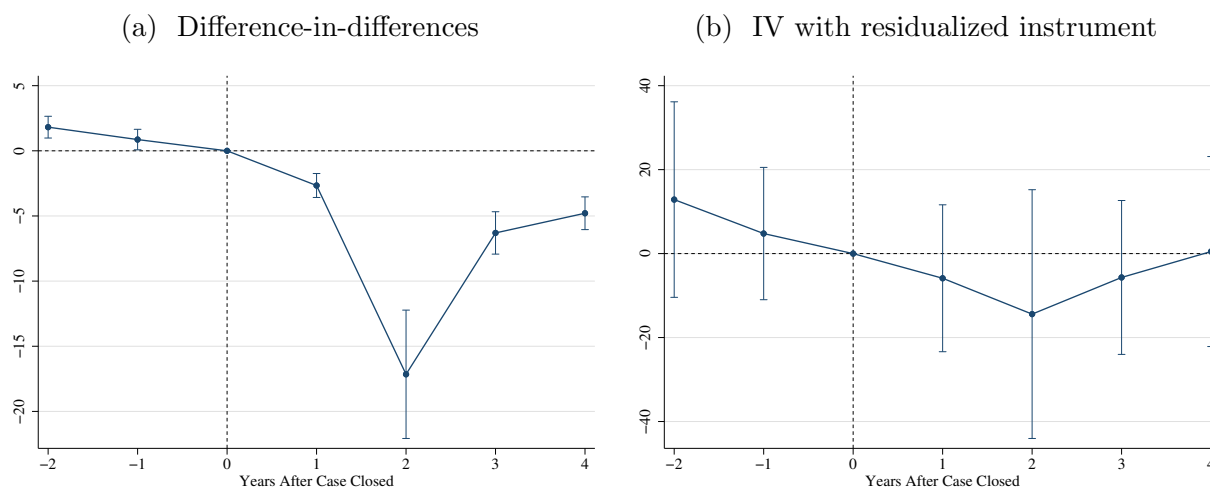 (a) Difference-in-differences
5
0
−5
−10
−15
−20
−2 −1 0 1 2 3 4
Years After Case Closed
(b) IV with residualized instrument
40
20
0
−20
−40
−2 −1 0 1 2 3 4
Years After Case Closed